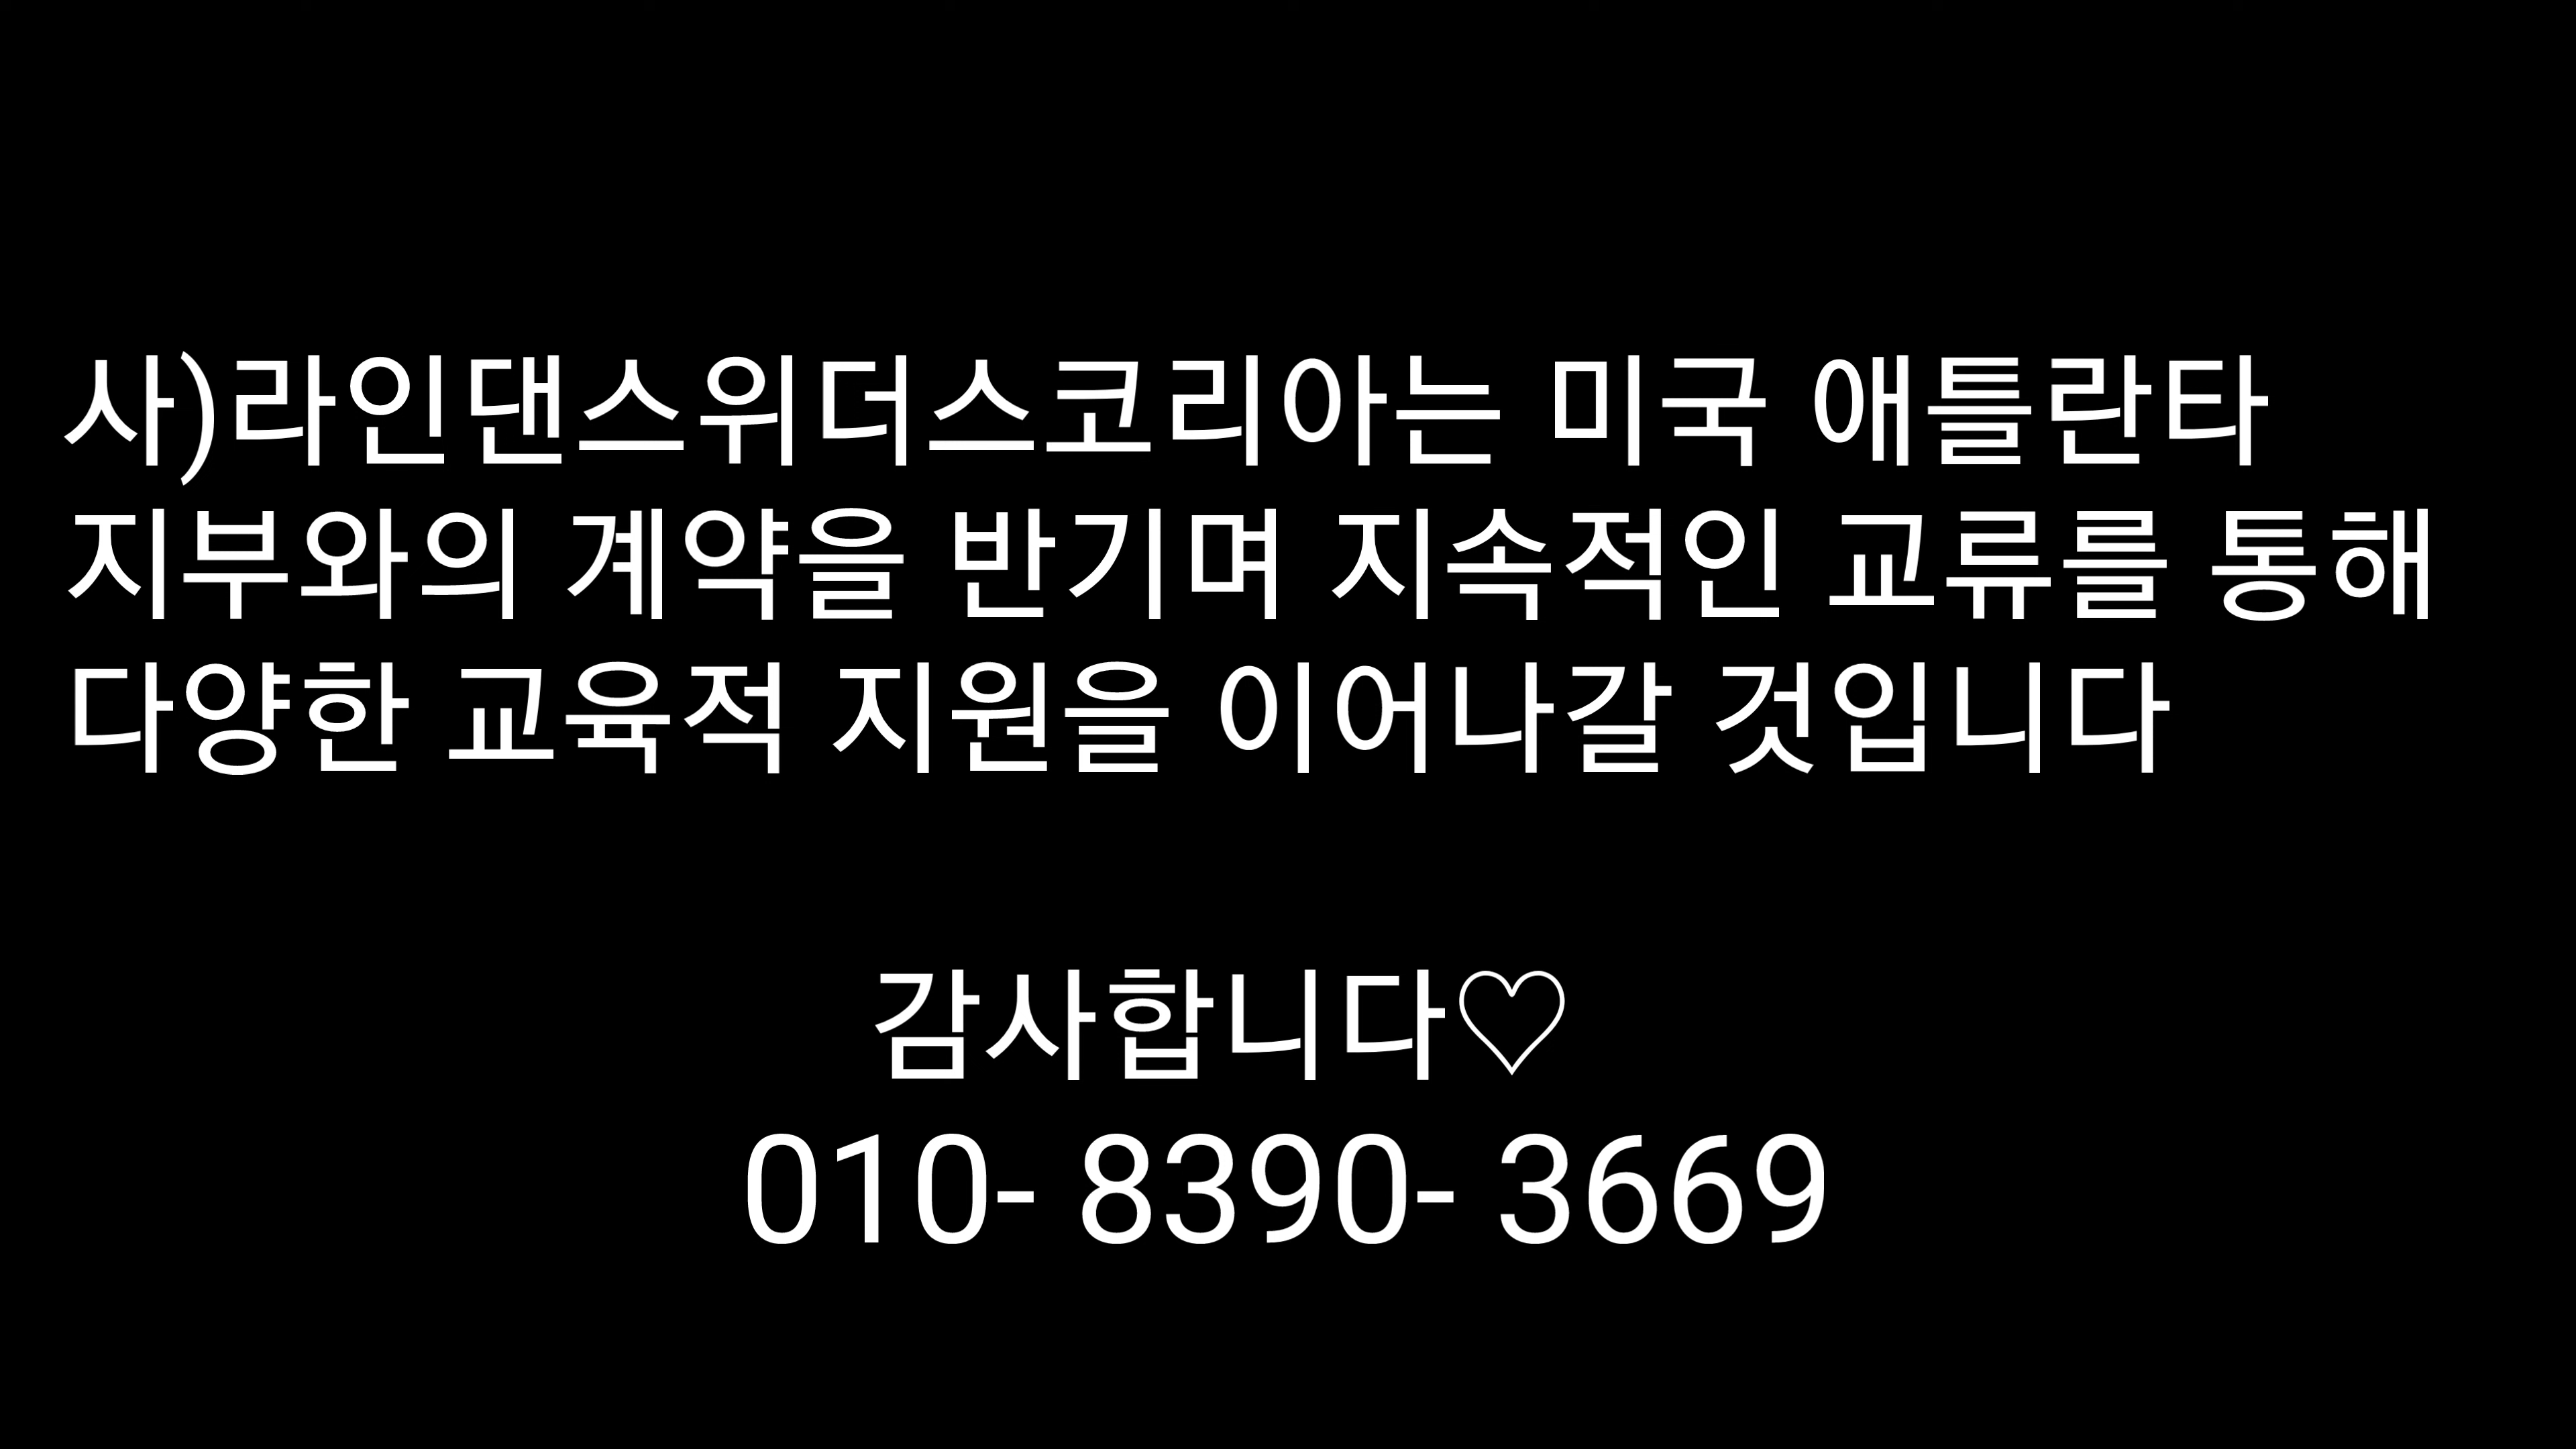 사)라인댄스위더스코리아는 미국 애틀란타
지부와의 계약을 반기며 지속적인 교류를 통해
다양한 교육적 지원을 이어나갈 것입니다
감사합니다♡
010- 8390- 3669